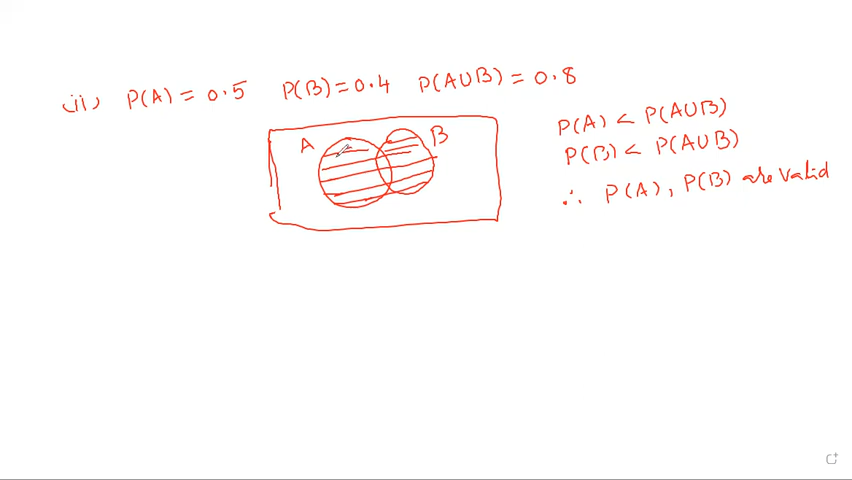 (ii) P(A) = 0.5 P(B) = 0.4 P(A∪B) = 0.8
A
B
P(A) < P(A∪B)
P(B) < P(A∪B)
∴ P(A), P(B) are valid